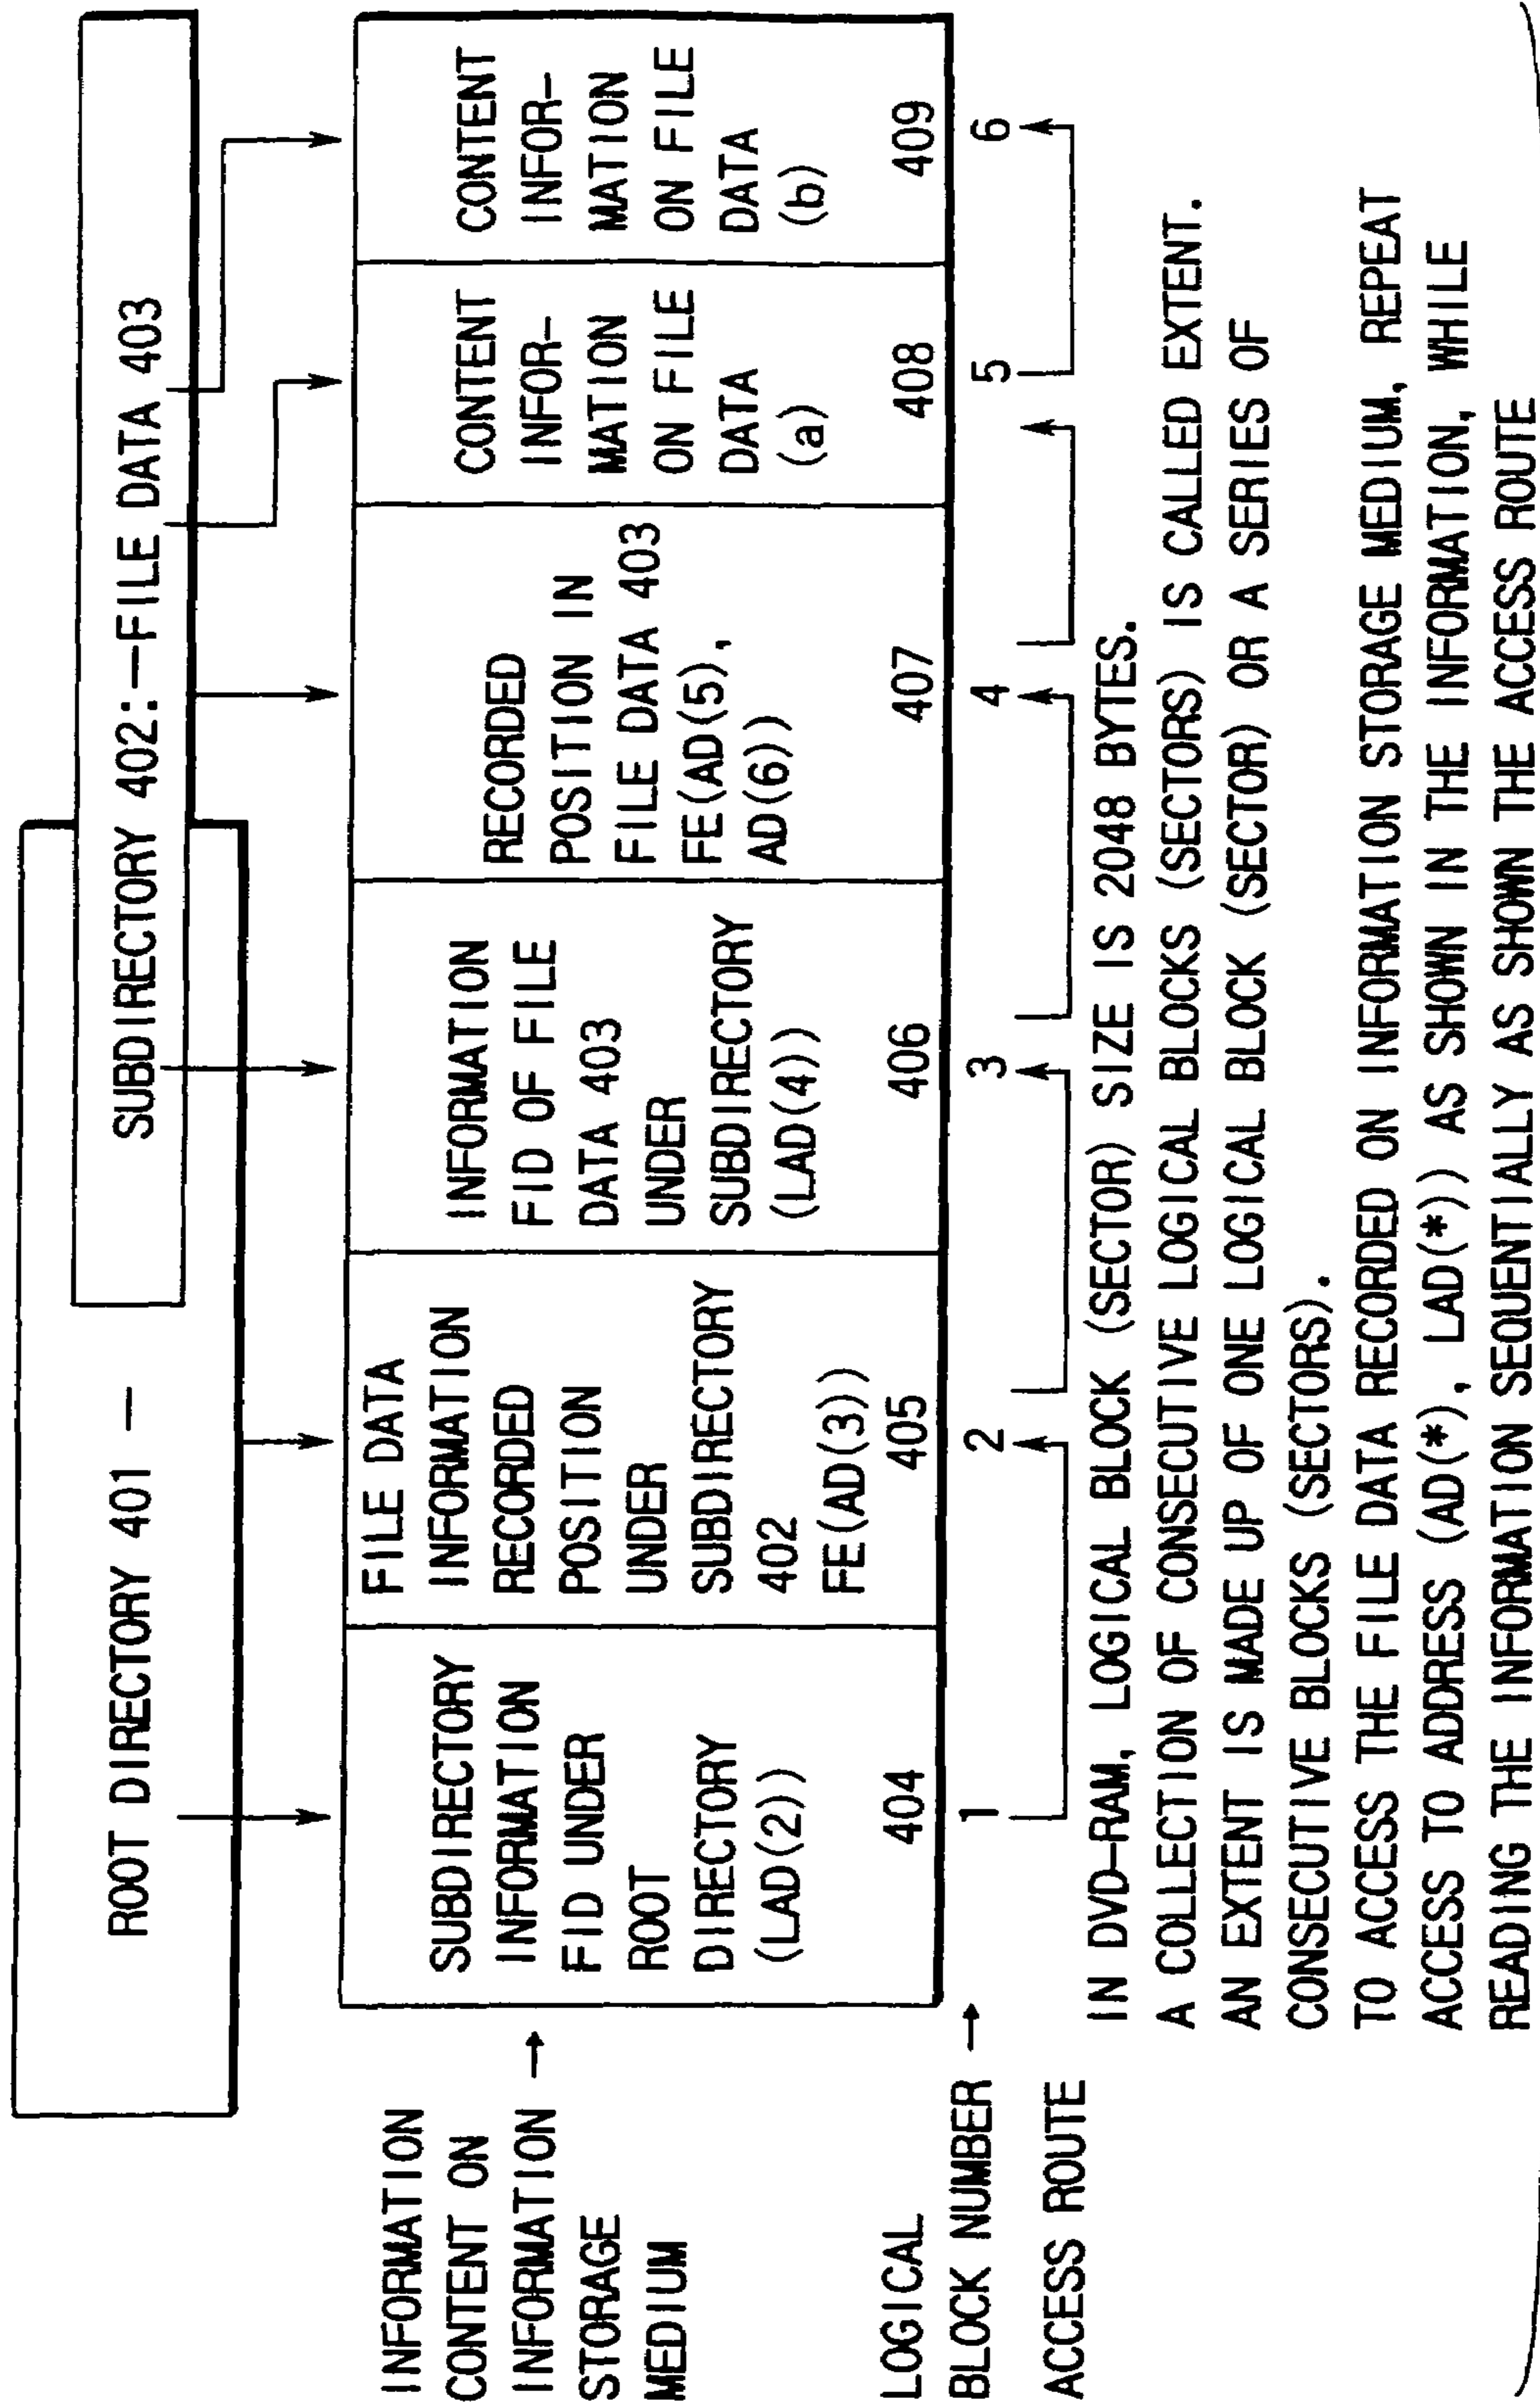 ROOT DIRECTORY 401 —
SUBDIRECTORY 402:—FILE DATA 403
INFORMATION
CONTENT ON
INFORMATION →
STORAGE
MEDIUM
SUBDIRECTORY
INFORMATION
FID UNDER
ROOT
DIRECTORY
(LAD(2))
404
FILE DATA
INFORMATION
RECORDED
POSITION
UNDER
SUBDIRECTORY
402
FE(AD(3))
405
INFORMATION
FID OF FILE
DATA 403
UNDER
SUBDIRECTORY
(LAD(4))
406
RECORDED
POSITION IN
FILE DATA 403
FE(AD(5),
AD(6))
407
CONTENT
INFOR-
MATION
ON FILE
DATA
(a)
408
CONTENT
INFOR-
MATION
ON FILE
DATA
(b)
409
LOGICAL
BLOCK NUMBER →
1 2 3 4 5 6
ACCESS ROUTE
IN DVD-RAM, LOGICAL BLOCK (SECTOR) SIZE IS 2048 BYTES.
A COLLECTION OF CONSECUTIVE LOGICAL BLOCKS (SECTORS) IS CALLED EXTENT.
AN EXTENT IS MADE UP OF ONE LOGICAL BLOCK (SECTOR) OR A SERIES OF
CONSECUTIVE BLOCKS (SECTORS).
TO ACCESS THE FILE DATA RECORDED ON INFORMATION STORAGE MEDIUM, REPEAT
ACCESS TO ADDRESS (AD(*), LAD(*)) AS SHOWN IN THE INFORMATION, WHILE
READING THE INFORMATION SEQUENTIALLY AS SHOWN THE ACCESS ROUTE